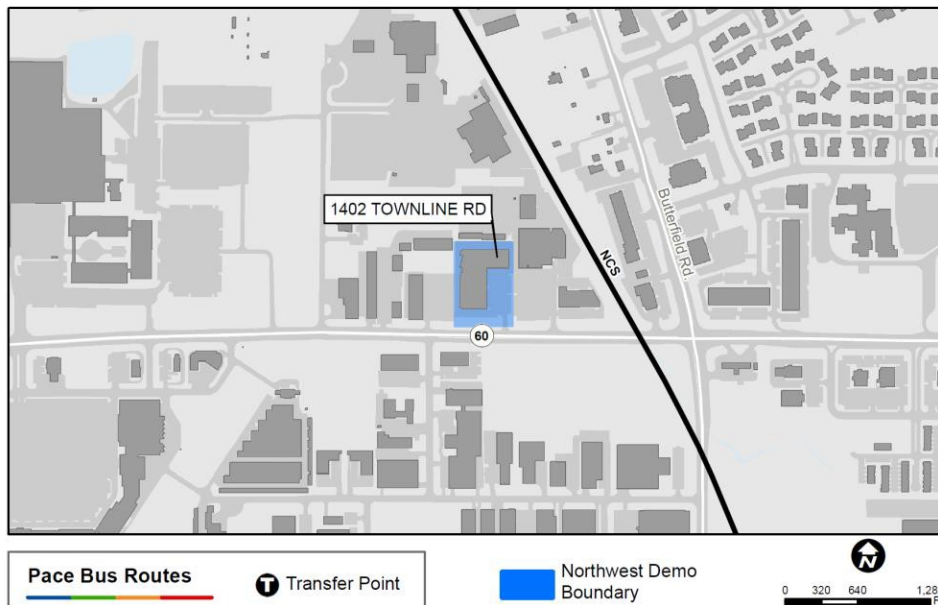 1402 TOWNLINE RD
NCS
Butterfield Rd
60
Pace Bus Routes
T Transfer Point
Northwest Demo
Boundary
N
0 320 640 1,28